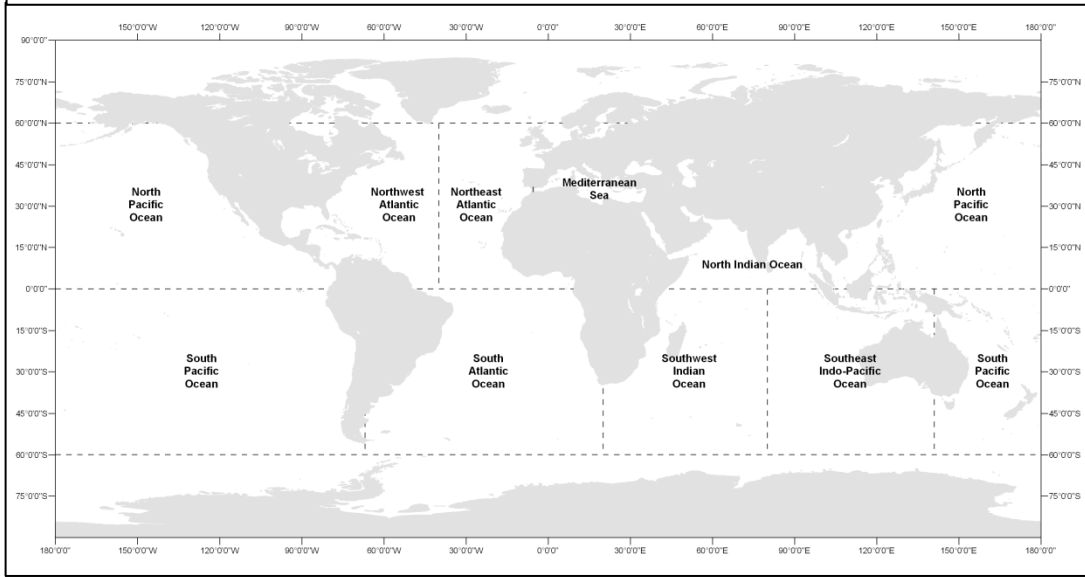 150°0'0"W 120°0'0"W 90°0'0"W 60°0'0"W 30°0'0"W 0°0'0" 30°0'0"E 60°0'0"E 90°0'0"E 120°0'0"E 150°0'0"E 180°0'0"
90°0'0"
75°0'0"N 75°0'0"N
60°0'0"N 60°0'0"N
45°0'0"N 45°0'0"N
North
Pacific
Ocean
Northwest
Atlantic
Ocean
Northeast
Atlantic
Ocean
Mediterranean
Sea
North
Pacific
Ocean
30°0'0"N 30°0'0"N
15°0'0"N 15°0'0"N
North Indian Ocean
0°0'0" 0°0'0"
15°0'0"S 15°0'0"S
South
Pacific
Ocean
South
Atlantic
Ocean
Southwest
Indian
Ocean
Southeast
Indo-Pacific
Ocean
South
Pacific
Ocean
30°0'0"S 30°0'0"S
45°0'0"S 45°0'0"S
60°0'0"S 60°0'0"S
75°0'0"S 75°0'0"S
180°0'0" 150°0'0"W 120°0'0"W 90°0'0"W 60°0'0"W 30°0'0"W 0°0'0" 30°0'0"E 60°0'0"E 90°0'0"E 120°0'0"E 150°0'0"E 180°0'0"